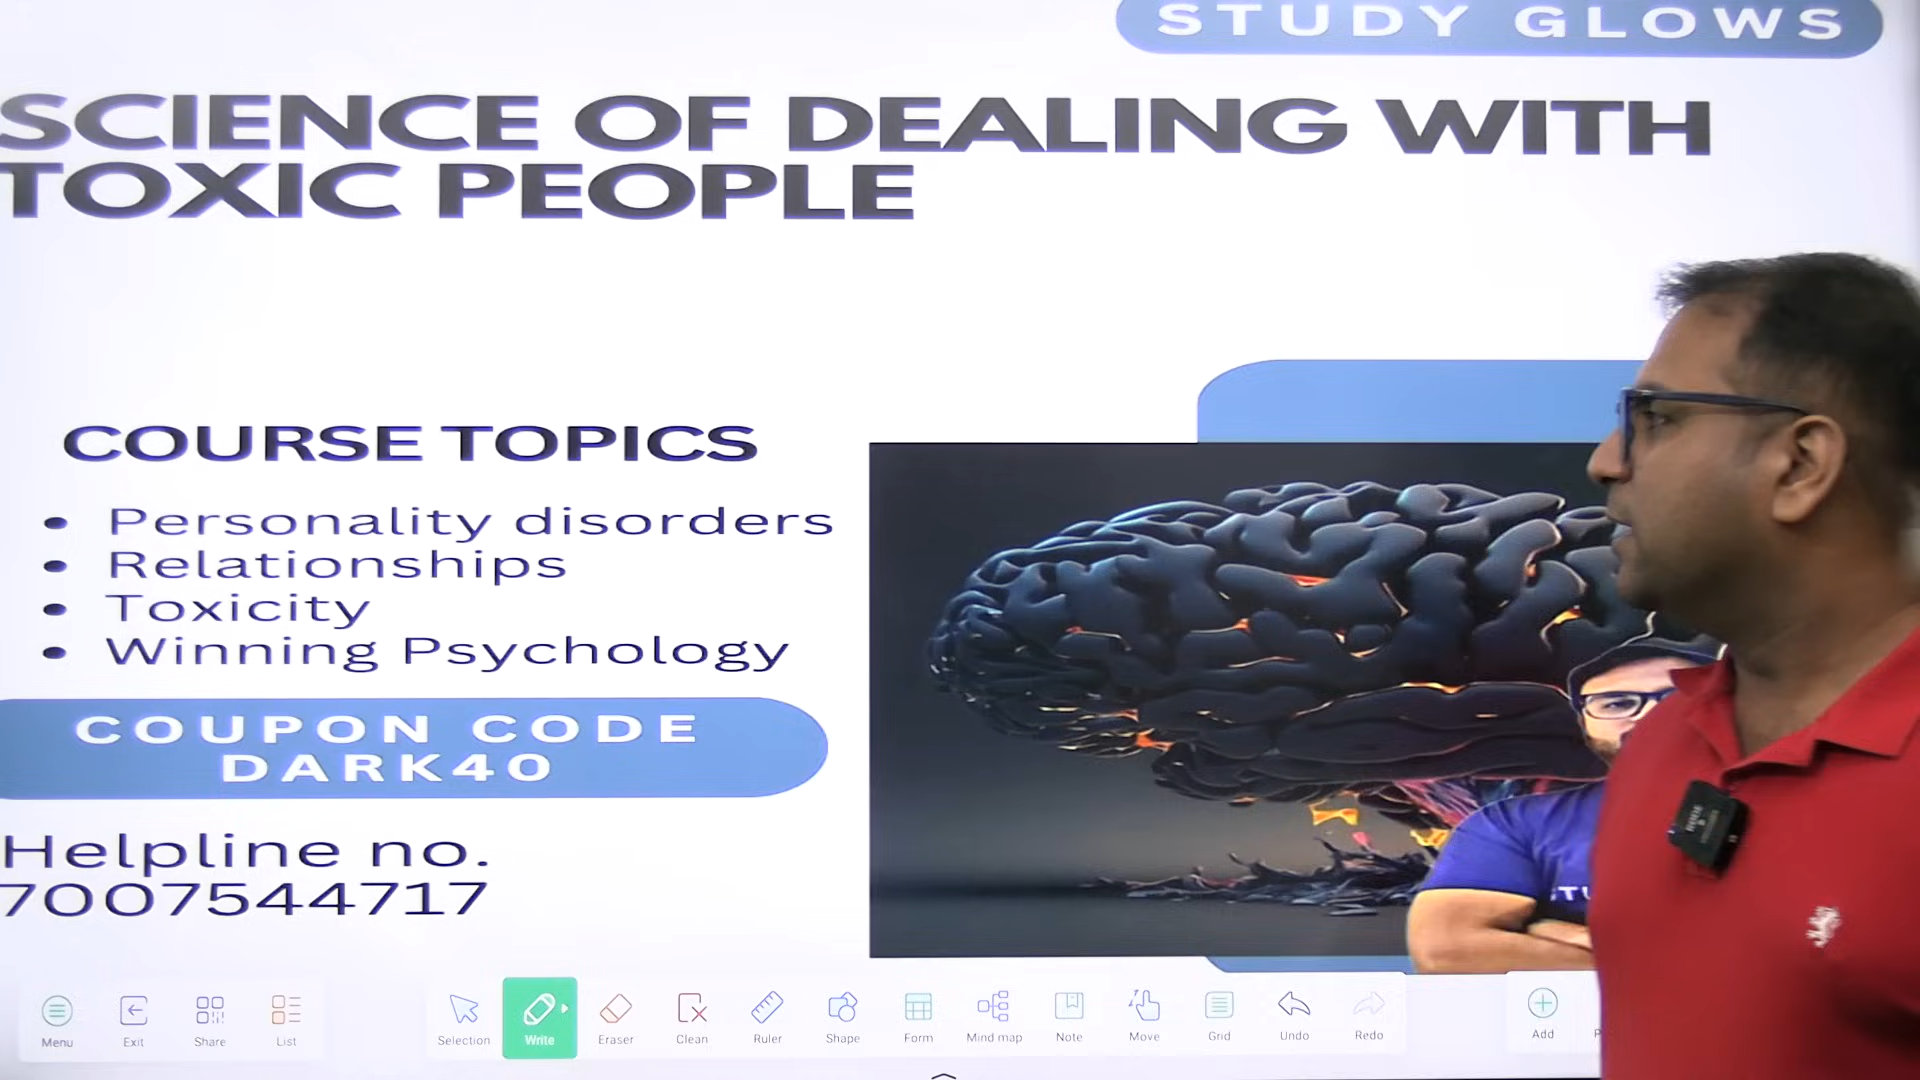 STUDY GLOWS
SCIENCE OF DEALING WITH
TOXIC PEOPLE
COURSE TOPICS
• Personality disorders
• Relationships
• Toxicity
• Winning Psychology
COUPON CODE
DARK40
Helpline no.
7007544717
Menu Exit Share List Selection Write Eraser Clean Ruler Shape Form Mind map Note Move Grid Undo Redo Add